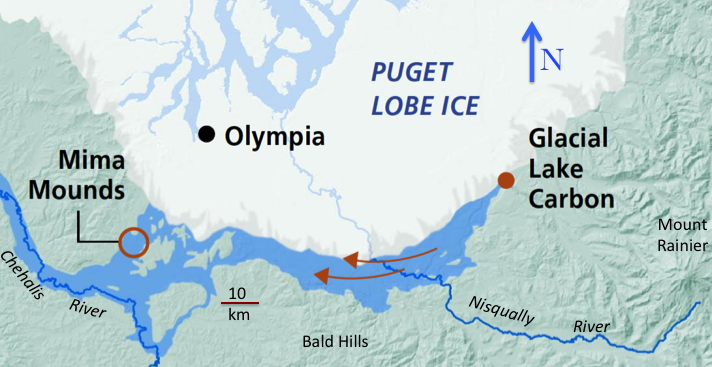 PUGET
LOBE ICE
N
Olympia
Glacial
Lake
Carbon
Mima
Mounds
Mount
Rainier
Chehalis
River
10
km
Nisqually
River
Bald Hills